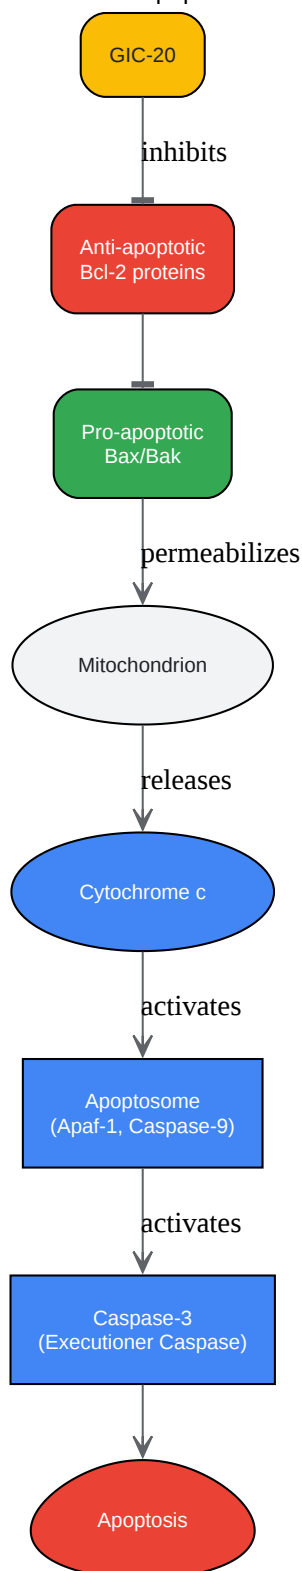 GIC-20
inhibits
Anti-apoptotic
Bcl-2 proteins
Pro-apoptotic
Bax/Bak
permeabilizes
Mitochondrion
releases
Cytochrome c
activates
Apoptosome
(Apaf-1, Caspase-9)
activates
Caspase-3
(Executioner Caspase)
Apoptosis